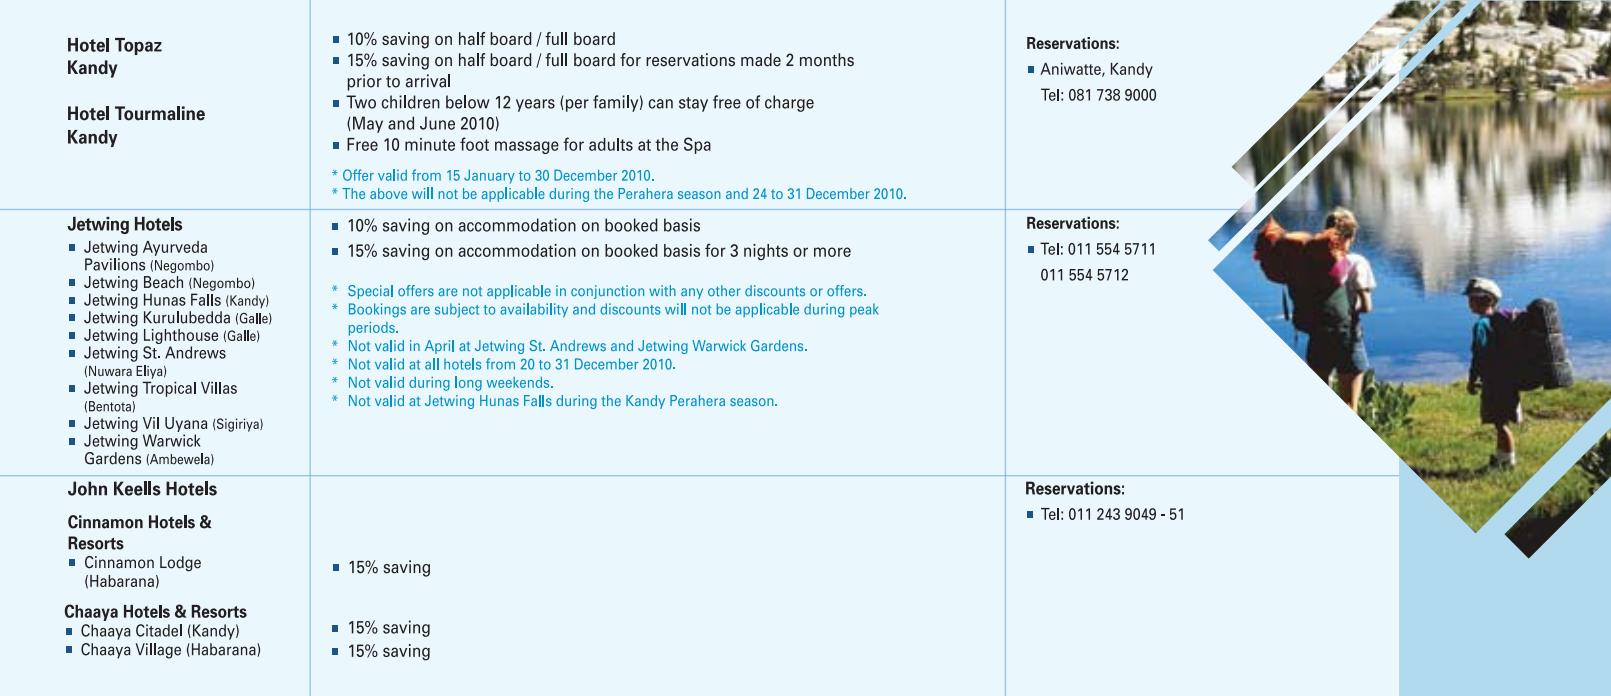 Hotel Topaz
Kandy
Hotel Tourmaline
Kandy
10% saving on half board / full board
15% saving on half board / full board for reservations made 2 months
prior to arrival
Two children below 12 years (per family) can stay free of charge
(May and June 2010)
Free 10 minute foot massage for adults at the Spa
* Offer valid from 15 January to 30 December 2010.
* The above will not be applicable during the Perahera season and 24 to 31 December 2010.
Reservations:
Aniwatte, Kandy
Tel: 081 738 9000
Jetwing Hotels
Jetwing Ayurveda
Pavilions (Negombo)
Jetwing Beach (Negombo)
Jetwing Hunas Falls (Kandy)
Jetwing Kurulubedda (Galle)
Jetwing Lighthouse (Galle)
Jetwing St. Andrews
(Nuwara Eliya)
Jetwing Tropical Villas
(Bentota)
Jetwing Vil Uyana (Sigiriya)
Jetwing Warwick
Gardens (Ambewela)
10% saving on accommodation on booked basis
15% saving on accommodation on booked basis for 3 nights or more
* Special offers are not applicable in conjunction with any other discounts or offers.
* Bookings are subject to availability and discounts will not be applicable during peak
periods.
* Not valid in April at Jetwing St. Andrews and Jetwing Warwick Gardens.
* Not valid at all hotels from 20 to 31 December 2010.
* Not valid during long weekends.
* Not valid at Jetwing Hunas Falls during the Kandy Perahera season.
Reservations:
Tel: 011 554 5711
011 554 5712
John Keells Hotels
Cinnamon Hotels &
Resorts
Cinnamon Lodge
(Habarana)
15% saving
Chaaya Hotels & Resorts
Chaaya Citadel (Kandy)
15% saving
Chaaya Village (Habarana)
15% saving
Reservations:
Tel: 011 243 9049 - 51